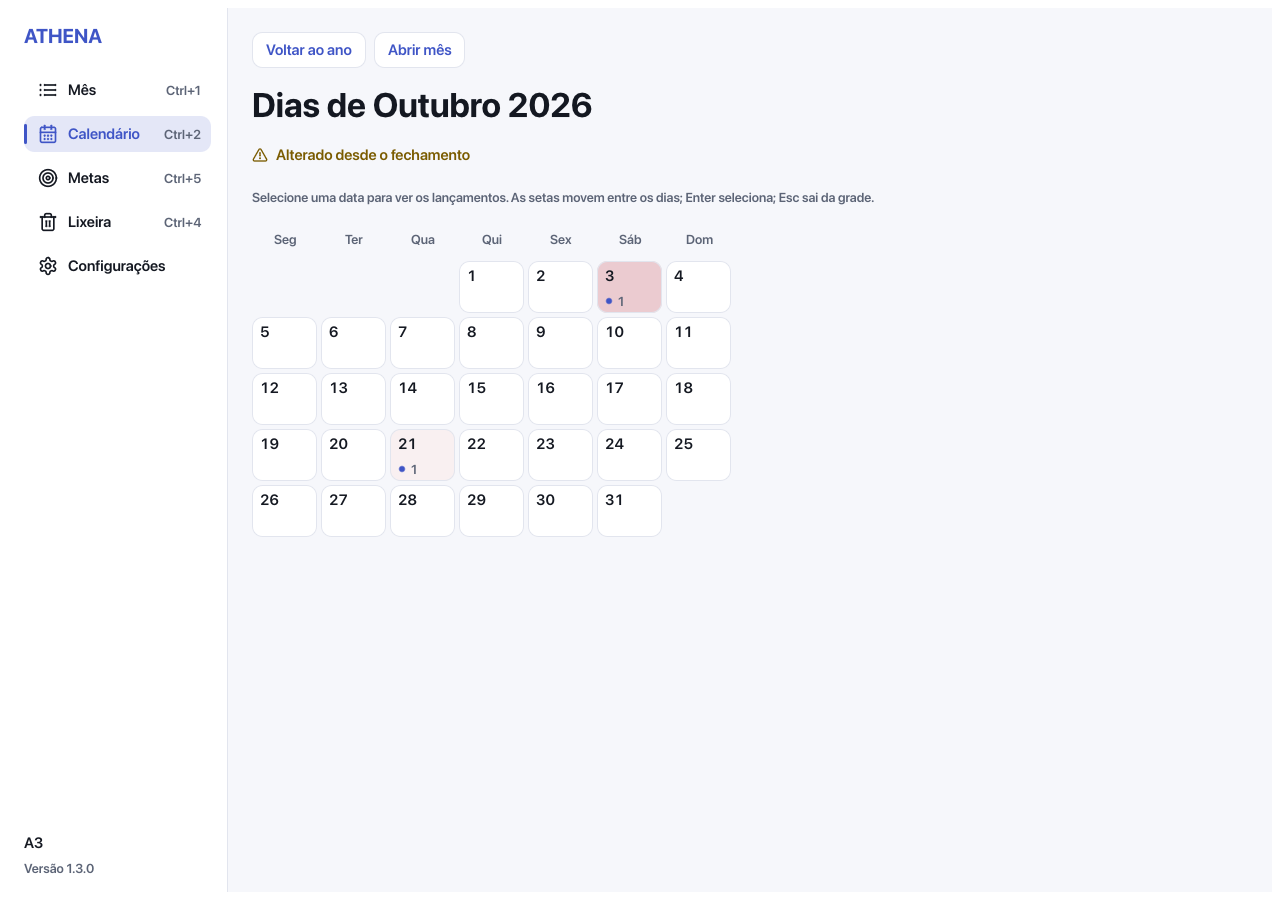 ATHENA
Mês Ctrl+1
Calendário Ctrl+2
Metas Ctrl+5
Lixeira Ctrl+4
Configurações
A3
Versão 1.3.0
Voltar ao ano Abrir mês
Dias de Outubro 2026
Alterado desde o fechamento
Selecione uma data para ver os lançamentos. As setas movem entre os dias; Enter seleciona; Esc sai da grade.
Seg Ter Qua Qui Sex Sáb Dom
1 2 3 4
1
5 6 7 8 9 10 11
12 13 14 15 16 17 18
19 20 21 22 23 24 25
1
26 27 28 29 30 31